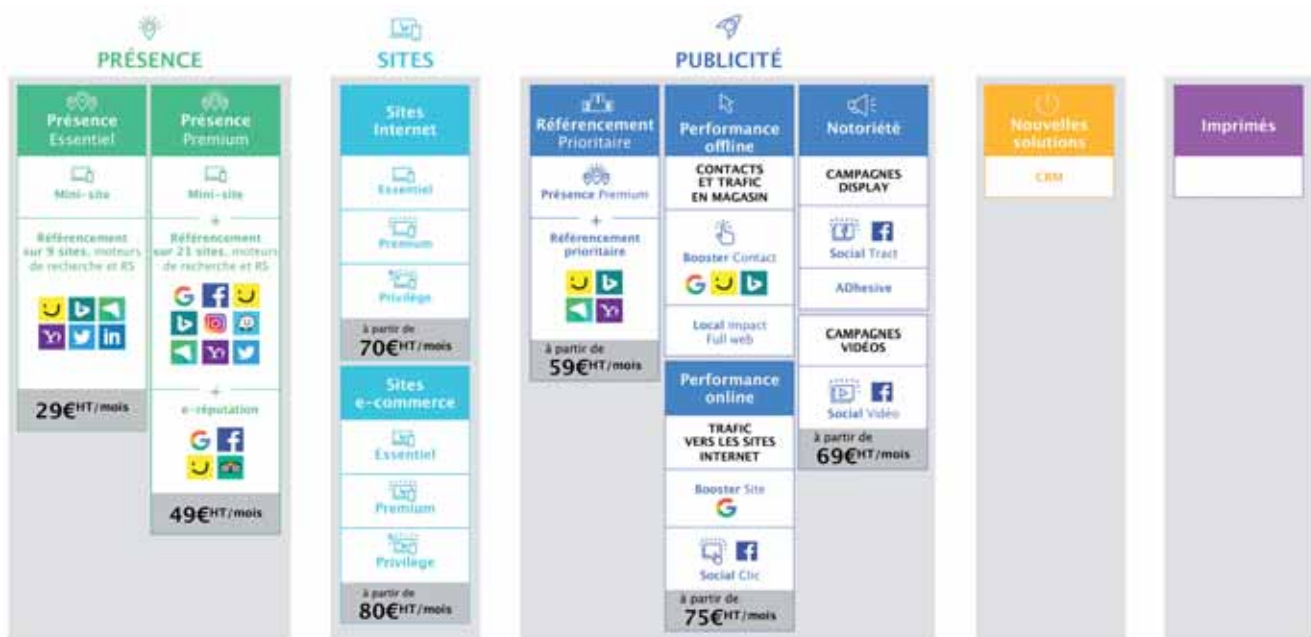 PRÉSENCE
Présence
Essentiel
Mini-site
Référencement
sur 9 sites, moteurs
de recherche et RS
29€HT/mois
Présence
Premium
Mini-site
+
Référencement
sur 21 sites, moteurs
de recherche et RS
+
e-réputation
49€HT/mois
SITES
Sites
Internet
Essentiel
Premium
Privilège
à partir de
70€HT/mois
Sites
e-commerce
Essentiel
Premium
Privilège
à partir de
80€HT/mois
PUBLICITÉ
Référencement
Prioritaire
Présence Premium
+
Référencement
prioritaire
à partir de
59€HT/mois
Performance
offline
CONTACTS
ET TRAFIC
EN MAGASIN
Booster Contact
Local Impact
Full web
Performance
online
TRAFIC
VERS LES SITES
INTERNET
Booster Site
Social Clic
à partir de
75€HT/mois
Notoriété
CAMPAGNES
DISPLAY
Social Tract
ADhesive
CAMPAGNES
VIDÉOS
Social Vidéo
à partir de
69€HT/mois
Nouvelles
solutions
CRM
Imprimés